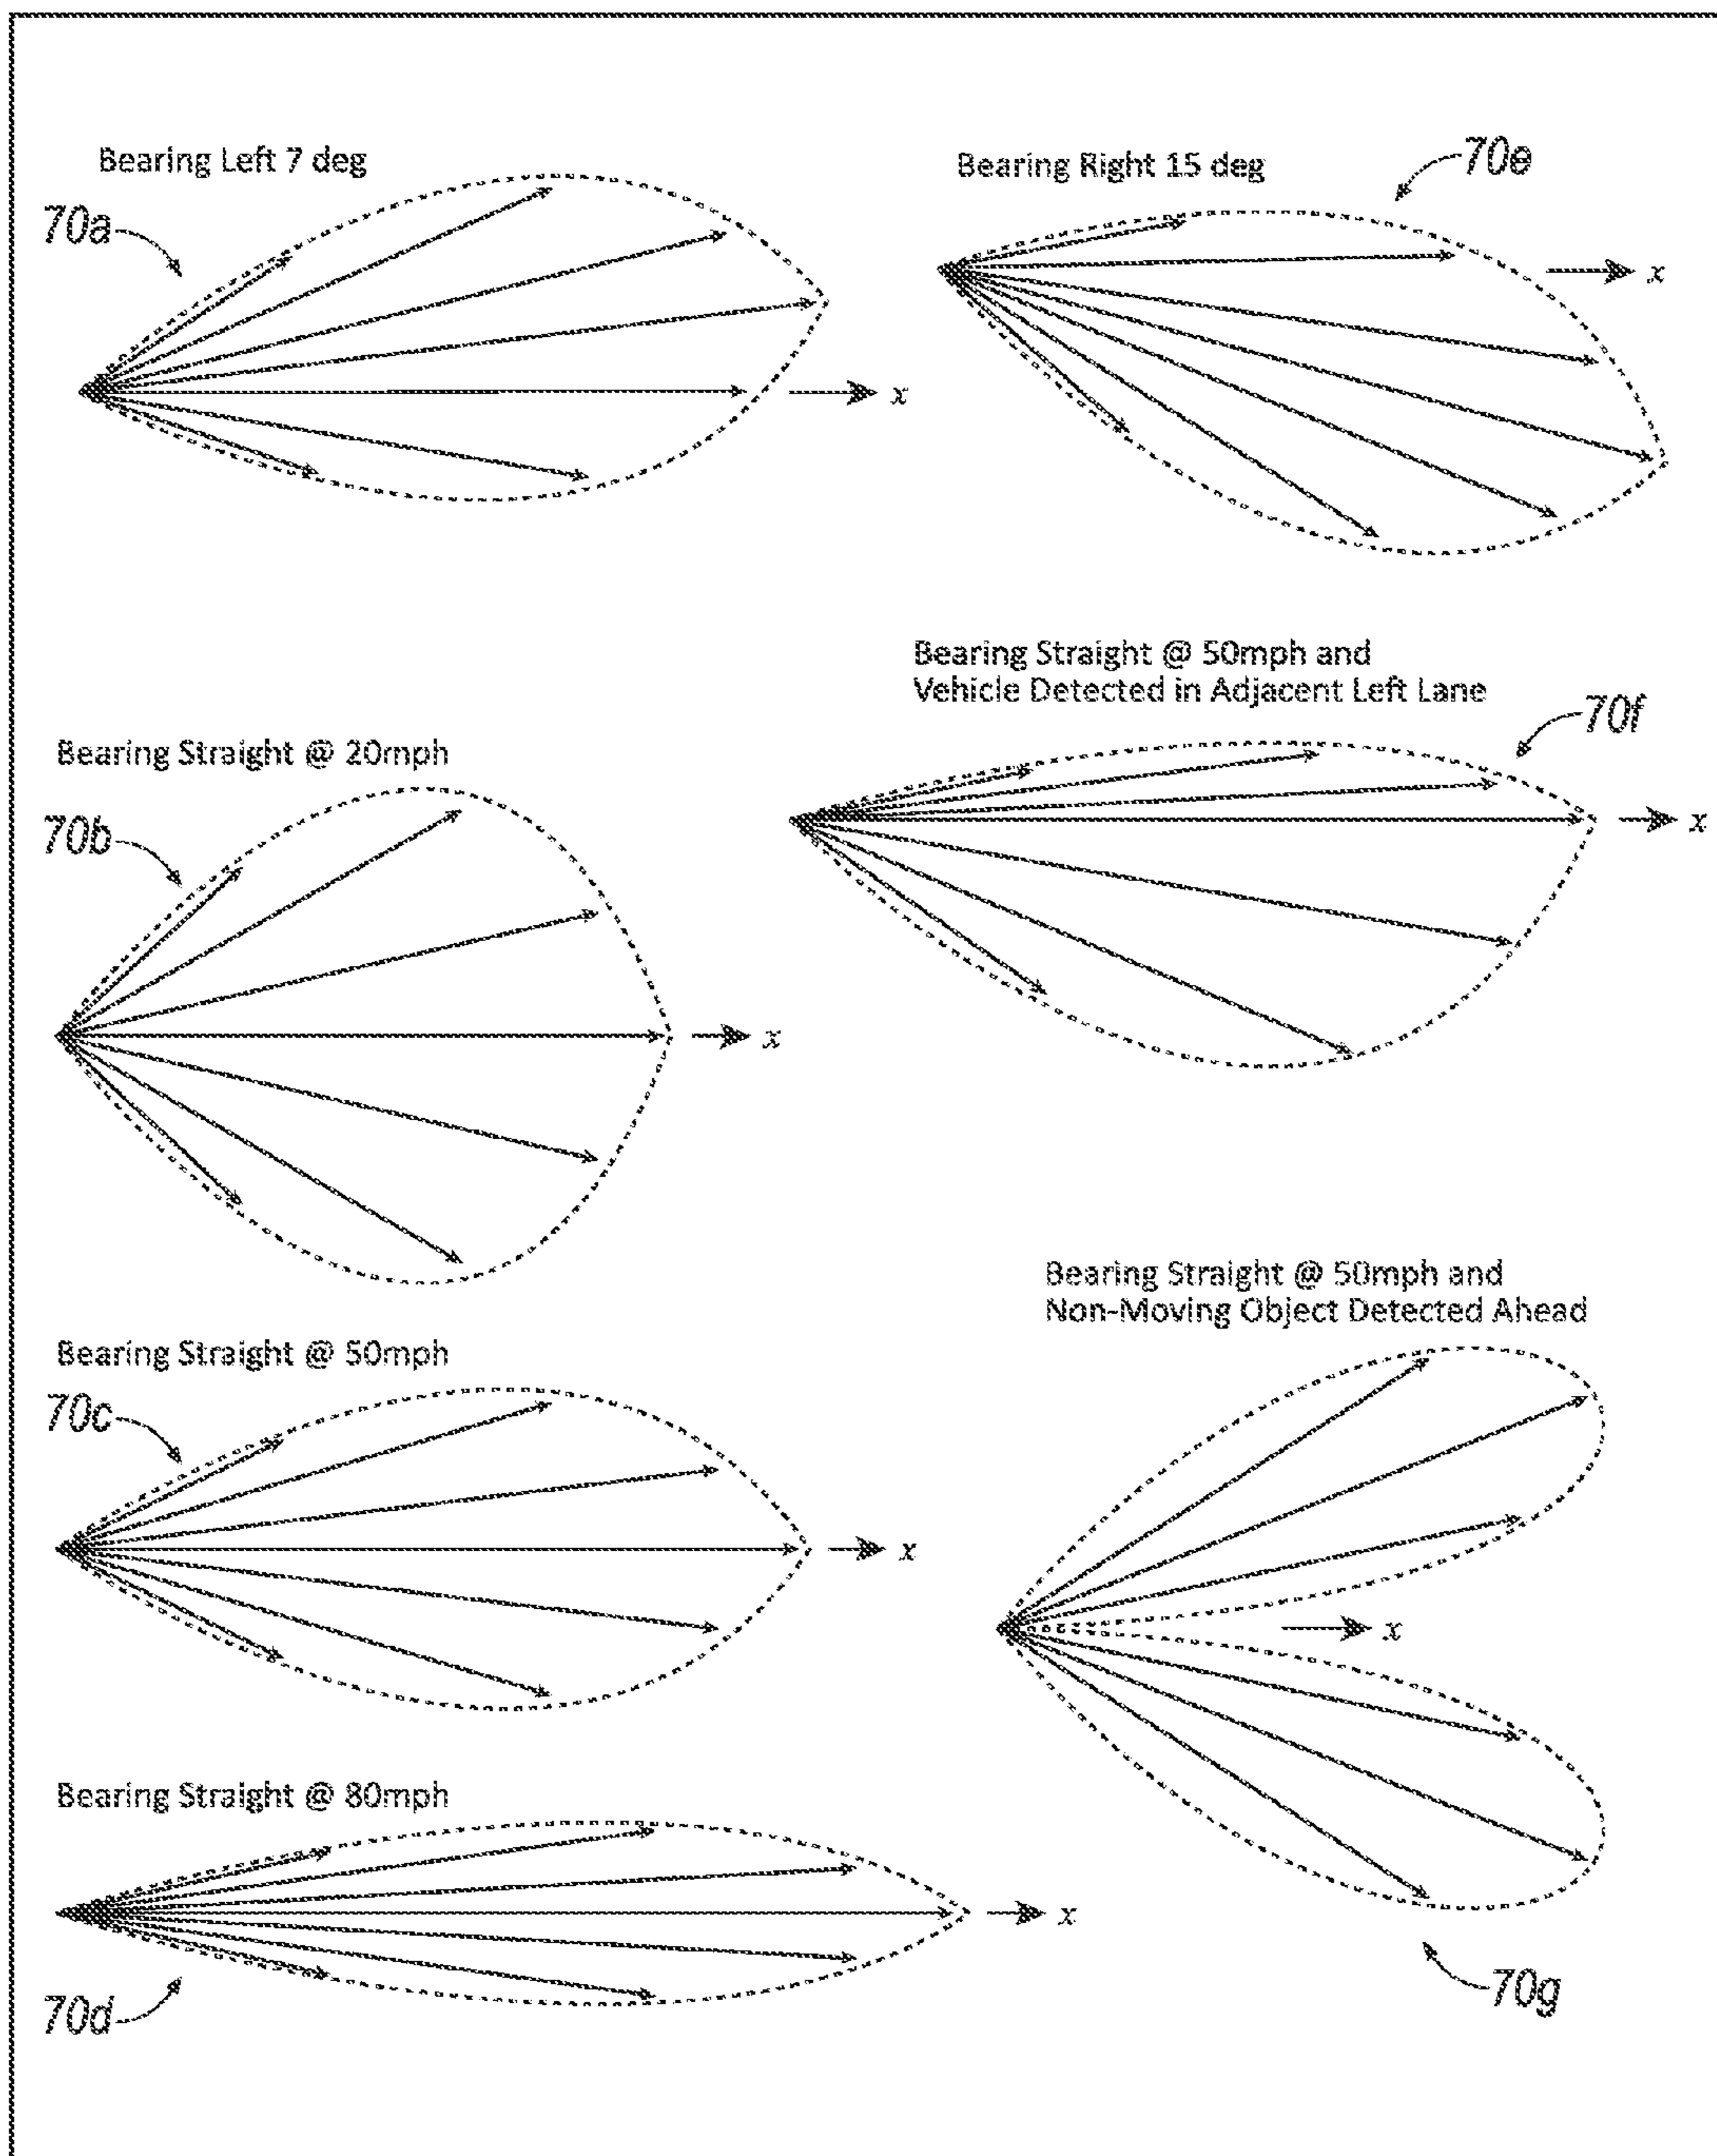 Bearing Left 7 deg
70a
x
Bearing Right 15 deg
70e
x
Bearing Straight @ 20mph
70b
x
Bearing Straight @ 50mph and
Vehicle Detected in Adjacent Left Lane
70f
x
Bearing Straight @ 50mph
70c
x
Bearing Straight @ 50mph and
Non-Moving Object Detected Ahead
x
70g
Bearing Straight @ 80mph
x
70d